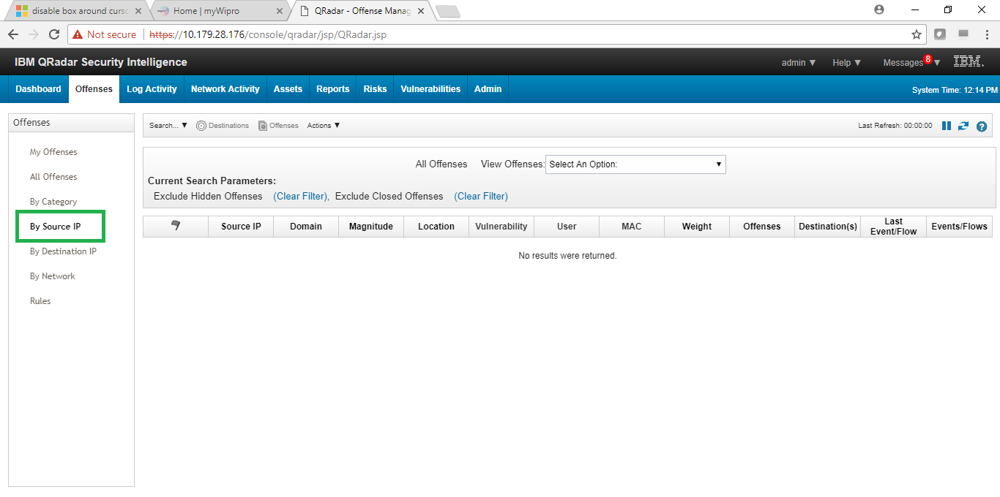 disable box around curso
Home | myWipro
QRadar - Offense Manag
Not secure | https://10.179.28.176/console/qradar/jsp/QRadar.jsp
IBM QRadar Security Intelligence
admin ▼ Help ▼ Messages 8 ▼ IBM.
Dashboard Offenses Log Activity Network Activity Assets Reports Risks Vulnerabilities Admin System Time: 12:14 PM
Offenses
My Offenses
All Offenses
By Category
By Source IP
By Destination IP
By Network
Rules
Search... ▼ Destinations Offenses Actions ▼ Last Refresh: 00:00:00 ?
All Offenses View Offenses: Select An Option: ▼
Current Search Parameters:
Exclude Hidden Offenses (Clear Filter), Exclude Closed Offenses (Clear Filter)
Source IP Domain Magnitude Location Vulnerability User MAC Weight Offenses Destination(s) Last Event/Flow Events/Flows
No results were returned.